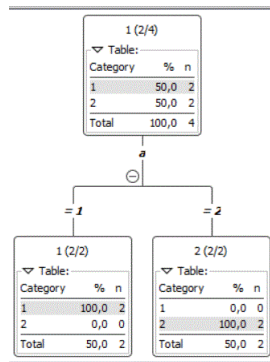 1 (2/4)
Table:
Category % n
1 50,0 2
2 50,0 2
Total 100,0 4
a
= 1 = 2
1 (2/2) 2 (2/2)
Table: Table:
Category % n Category % n
1 100,0 2 1 0,0 0
2 0,0 0 2 100,0 2
Total 50,0 2 Total 50,0 2